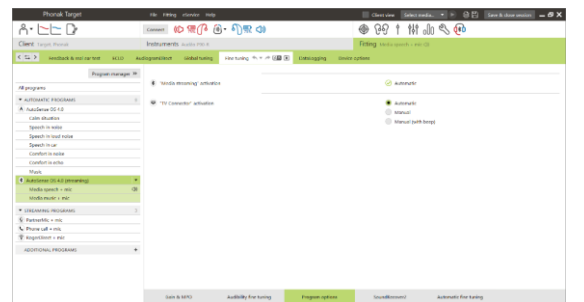 Phonak Target
File Fitting eService Help
Client view Select media...
Save & close session
Connect
Client Target, Phonak
Instruments Audéo P90-R
Fitting Media speech + mic (2)
Feedback & real ear test
AudiogramDirect
Global tuning
Fine tuning
DataLogging
Device options
Program manager
All programs
"Media streaming" activation
Automatic
AUTOMATIC PROGRAMS
"TV Connector" activation
Automatic
AutoSense OS 4.0
Manual
Calm situation
Manual (with beep)
Speech in noise
Speech in loud noise
Speech in car
Comfort in noise
Comfort in echo
Music
AutoSense OS 4.0 (streaming)
Media speech + mic
Media music + mic
STREAMING PROGRAMS
PartnerMic + mic
Phone call + mic
RogerDirect + mic
ADDITIONAL PROGRAMS
Gain & MPO
Audibility fine tuning
Program options
SoundRecover2
Automatic fine tuning